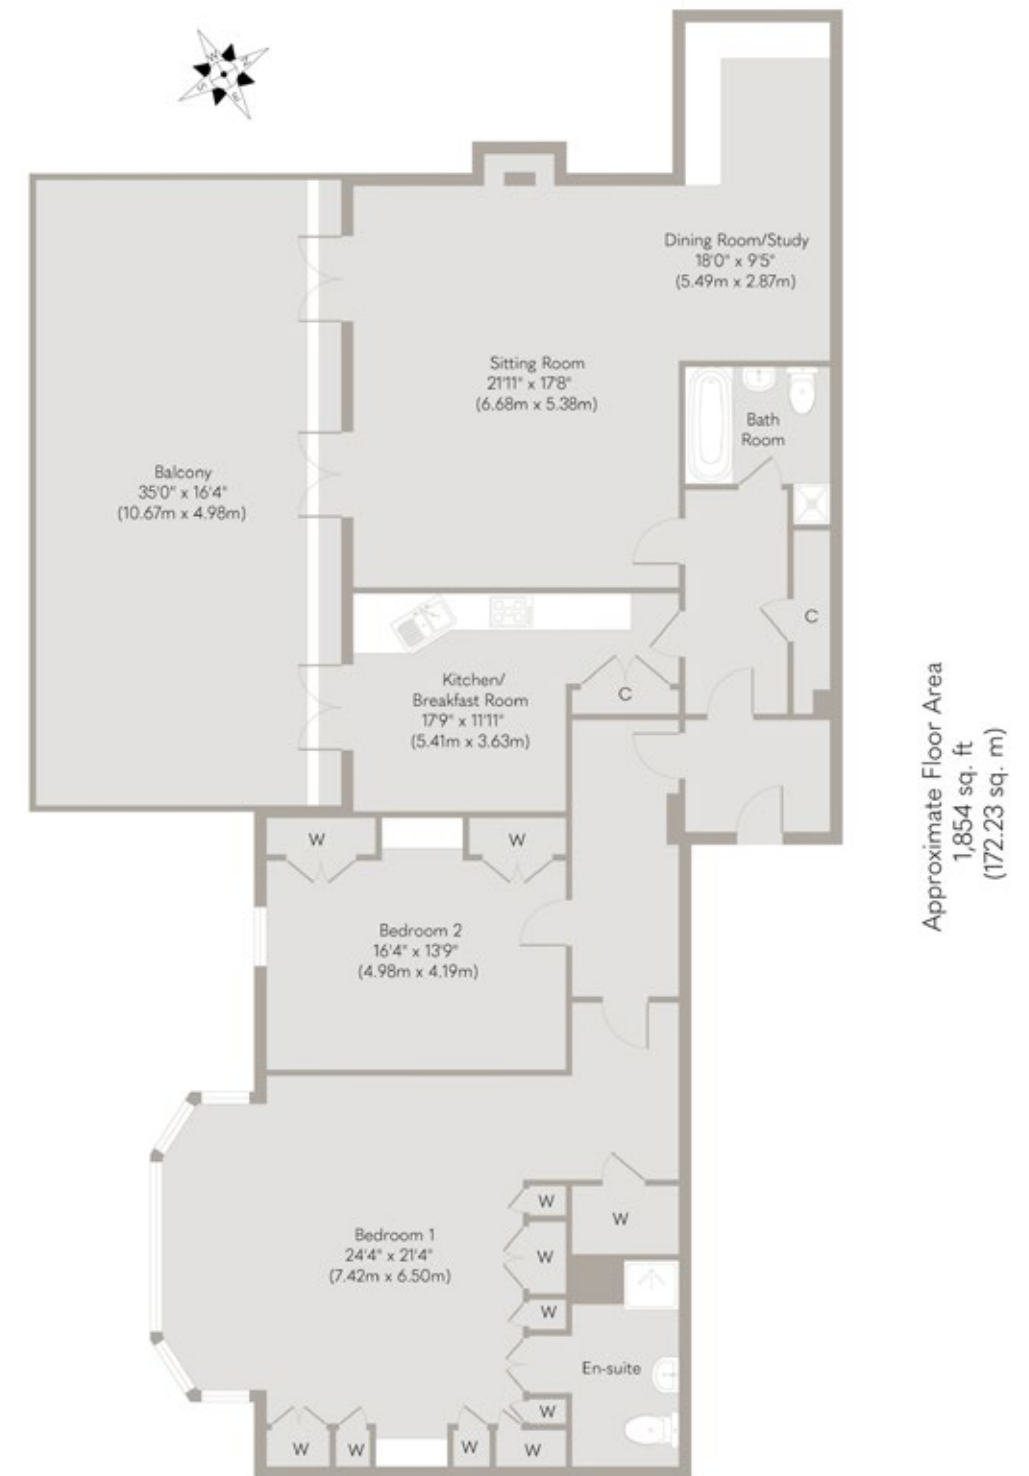 W
N
S
E
Dining Room/Study
18'0" x 9'5"
(5.49m x 2.87m)
Sitting Room
21'11" x 17'8"
(6.68m x 5.38m)
Bath
Room
Balcony
35'0" x 16'4"
(10.67m x 4.98m)
C
Kitchen/
Breakfast Room
17'9" x 11'11"
(5.41m x 3.63m)
C
Approximate Floor Area
1,854 sq. ft
(172.23 sq. m)
W
W
Bedroom 2
16'4" x 13'9"
(4.98m x 4.19m)
W
W
Bedroom 1
24'4" x 21'4"
(7.42m x 6.50m)
W
W
En-suite
W
W
W
W
W